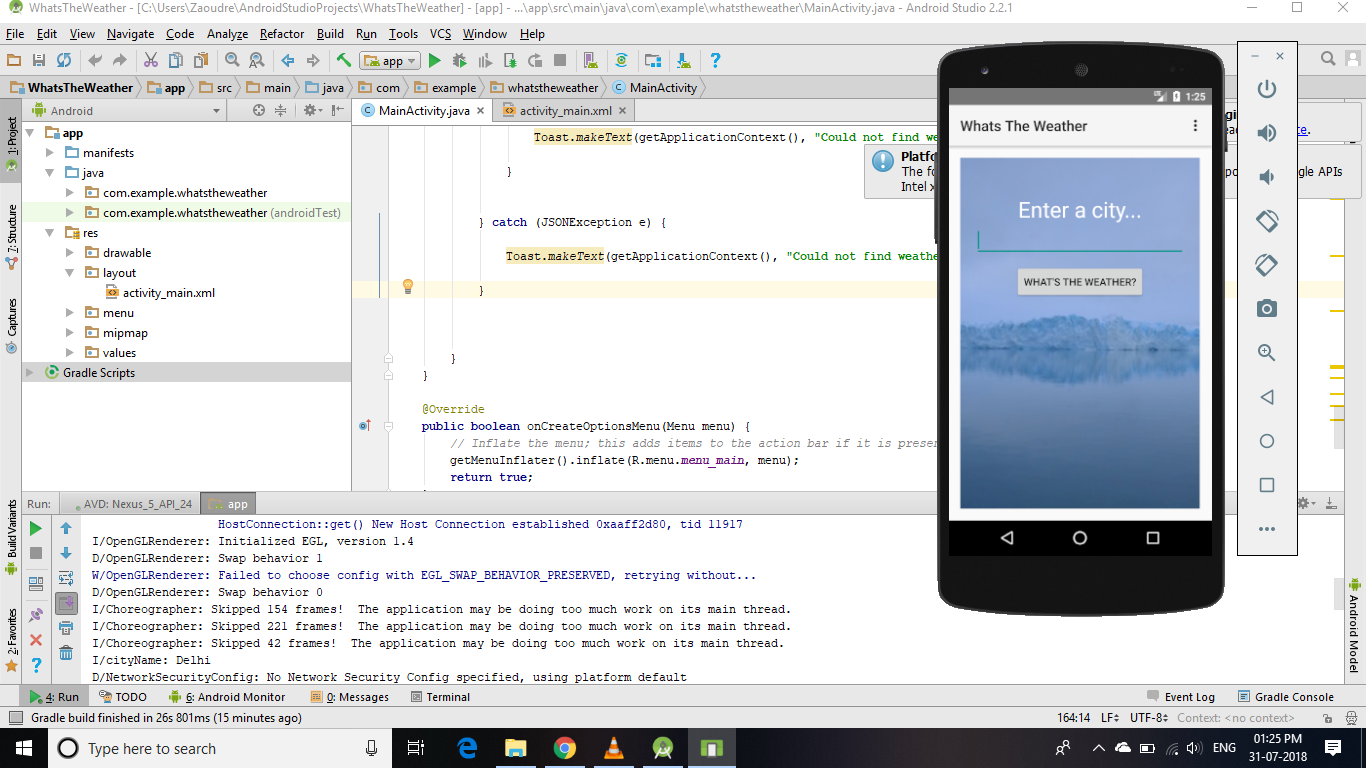 WhatsTheWeather - [C:\Users\Zaoudre\AndroidStudioProjects\WhatsTheWeather] - [app] - ...\app\src\main\java\com\example\whatstheweather\MainActivity.java - Android Studio 2.2.1
File Edit View Navigate Code Analyze Refactor Build Run Tools VCS Window Help
app
WhatsTheWeather app src main java com example whatstheweather MainActivity
1: Project
7: Structure
Captures
Build Variants
2: Favorites
Android
app
manifests
java
com.example.whatstheweather
com.example.whatstheweather (androidTest)
res
drawable
layout
activity_main.xml
menu
mipmap
values
Gradle Scripts
MainActivity.java activity_main.xml
Toast.makeText(getApplicationContext(), "Could not find
}
} catch (JSONException e) {
Toast.makeText(getApplicationContext(), "Could not find
}
}
}
@Override
public boolean onCreateOptionsMenu(Menu menu) {
// Inflate the menu; this adds items to the action bar if it is
getMenuInflater().inflate(R.menu.menu_main, menu);
return true;
The
Intel
gle APIs
1:25
Whats The Weather
Enter a city...
WHAT'S THE WEATHER?
Run: AVD: Nexus_5_API_24 app
HostConnection::get() New Host Connection established 0xaaff2d80, tid 11917
I/OpenGLRenderer: Initialized EGL, version 1.4
D/OpenGLRenderer: Swap behavior 1
W/OpenGLRenderer: Failed to choose config with EGL_SWAP_BEHAVIOR_PRESERVED, retrying without...
D/OpenGLRenderer: Swap behavior 0
I/Choreographer: Skipped 154 frames!  The application may be doing too much work on its main thread.
I/Choreographer: Skipped 221 frames!  The application may be doing too much work on its main thread.
I/Choreographer: Skipped 42 frames!  The application may be doing too much work on its main thread.
I/cityName: Delhi
D/NetworkSecurityConfig: No Network Security Config specified, using platform default
Android Model
4: Run TODO 6: Android Monitor 0: Messages Terminal Event Log Gradle Console
Gradle build finished in 26s 801ms (15 minutes ago) 164:14 LF UTF-8 Context: <no context>
Type here to search
ENG
01:25 PM
31-07-2018